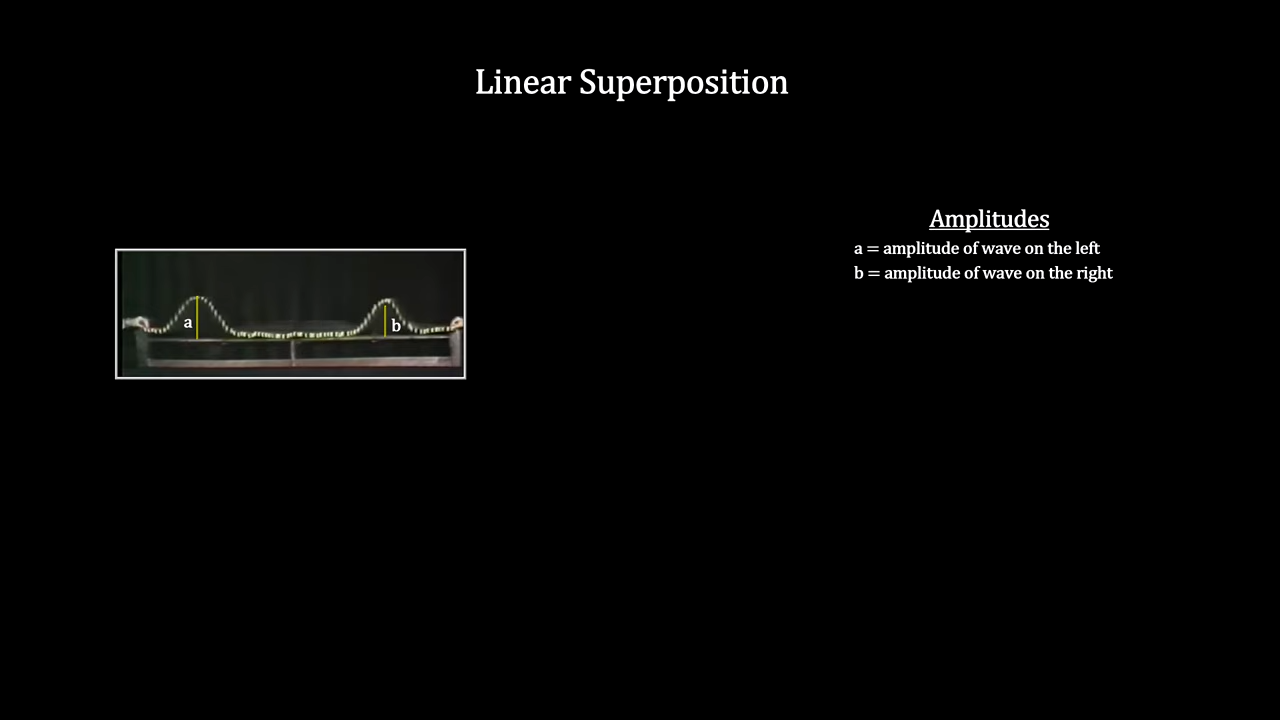 Linear Superposition
Amplitudes
a = amplitude of wave on the left
b = amplitude of wave on the right
a
b